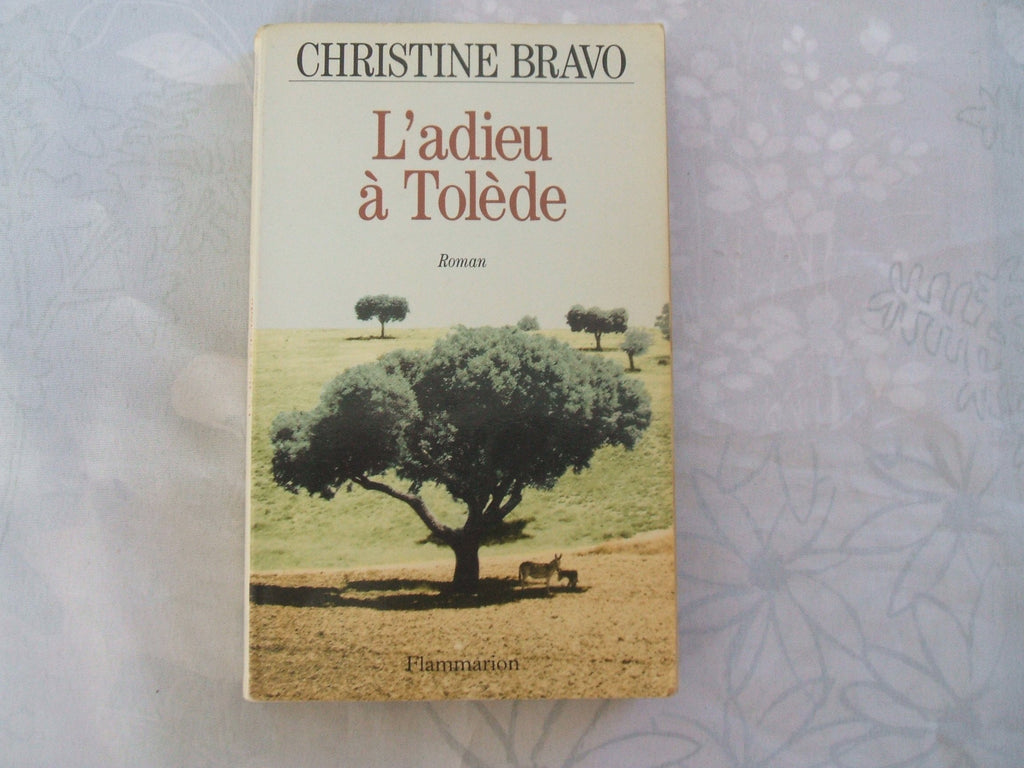 CHRISTINE BRAVO
L'adieu
à Tolède
Roman
Flammarion